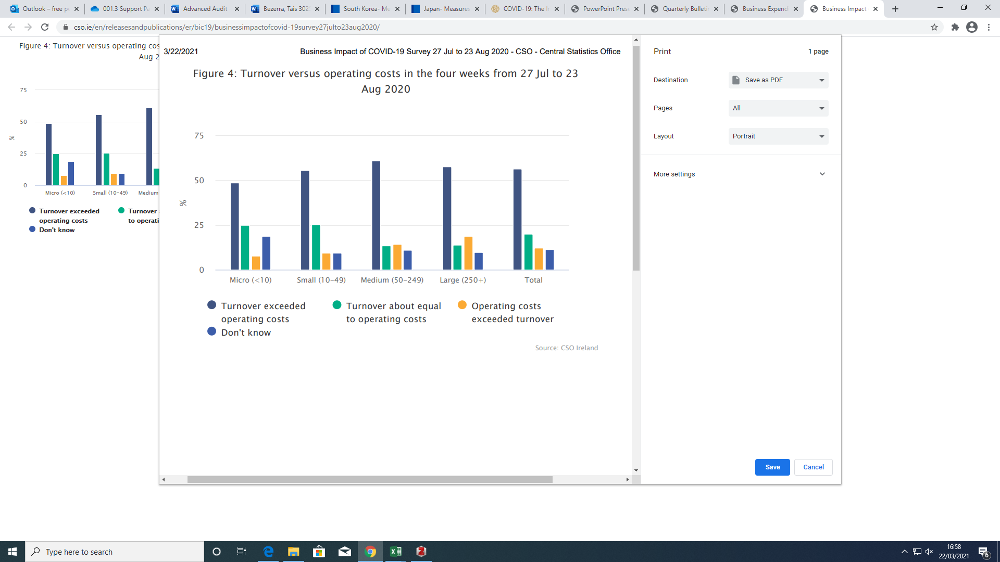 Outlook – free pe
001.3 Support Pa
Advanced Audit
Bezerra, Tais 302
South Korea- Me
Japan- Measures
COVID-19: The I
PowerPoint Pres
Quarterly Bulleti
Business Expend
Business Impact
cso.ie/en/releasesandpublications/er/bic19/businessimpactofcovid-19survey27julto23aug2020/
Figure 4: Turnover versus operating cos
Aug 2
75
50
%
25
0
Micro (<10)
Small (10-49)
Medium
Turnover exceeded
operating costs
Turnover
to operati
Don't know
3/22/2021
Business Impact of COVID-19 Survey 27 Jul to 23 Aug 2020 - CSO - Central Statistics Office
Figure 4: Turnover versus operating costs in the four weeks from 27 Jul to 23
Aug 2020
75
50
%
25
0
Micro (<10)
Small (10-49)
Medium (50-249)
Large (250+)
Total
Turnover exceeded
operating costs
Turnover about equal
to operating costs
Operating costs
exceeded turnover
Don't know
Source: CSO Ireland
Print
1 page
Destination
Save as PDF
Pages
All
Layout
Portrait
More settings
Save
Cancel
Type here to search
16:58
22/03/2021
6